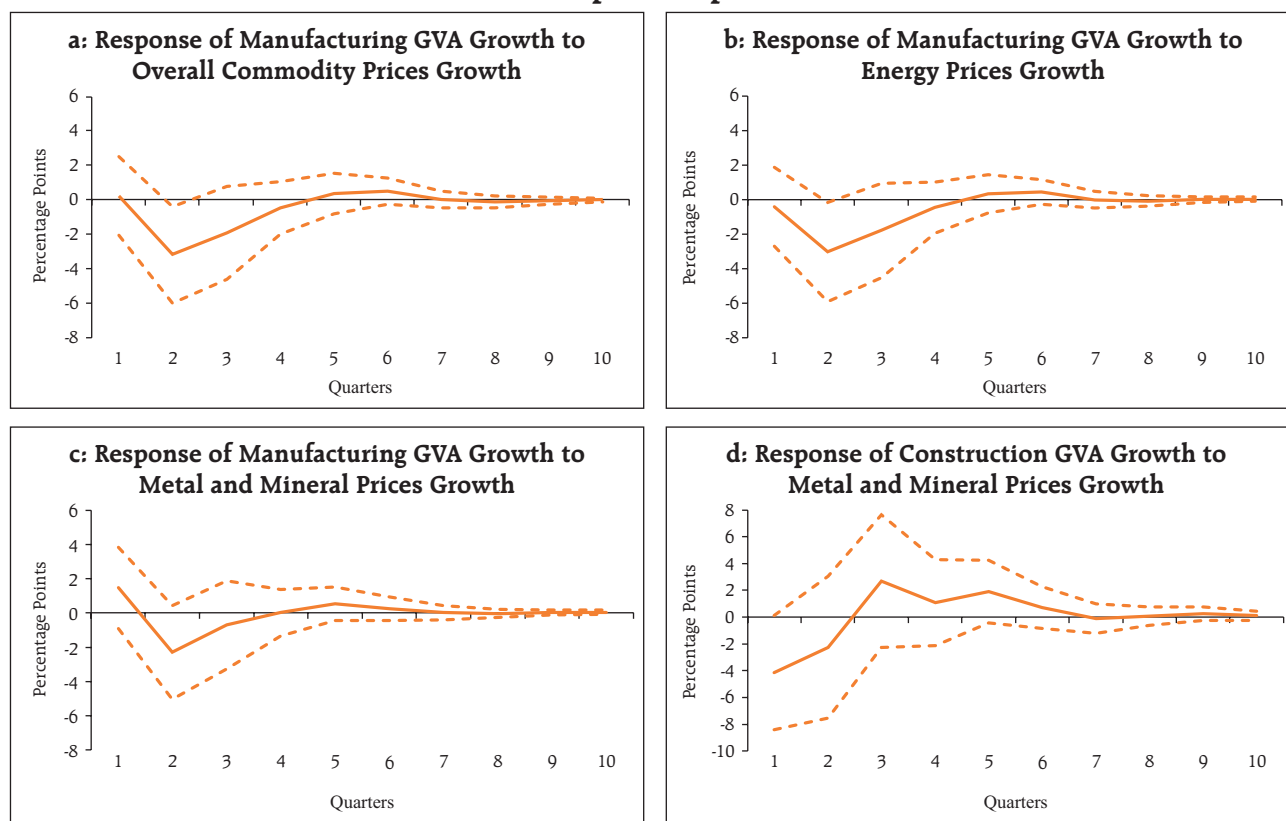 a: Response of Manufacturing GVA Growth to
Overall Commodity Prices Growth
6
4
2
0
-2
-4
-6
-8
Percentage Points
1 2 3 4 5 6 7 8 9 10
Quarters
b: Response of Manufacturing GVA Growth to
Energy Prices Growth
6
4
2
0
-2
-4
-6
-8
Percentage Points
1 2 3 4 5 6 7 8 9 10
Quarters
c: Response of Manufacturing GVA Growth to
Metal and Mineral Prices Growth
6
4
2
0
-2
-4
-6
-8
Percentage Points
1 2 3 4 5 6 7 8 9 10
Quarters
d: Response of Construction GVA Growth to
Metal and Mineral Prices Growth
8
6
4
2
0
-2
-4
-6
-8
-10
Percentage Points
1 2 3 4 5 6 7 8 9 10
Quarters